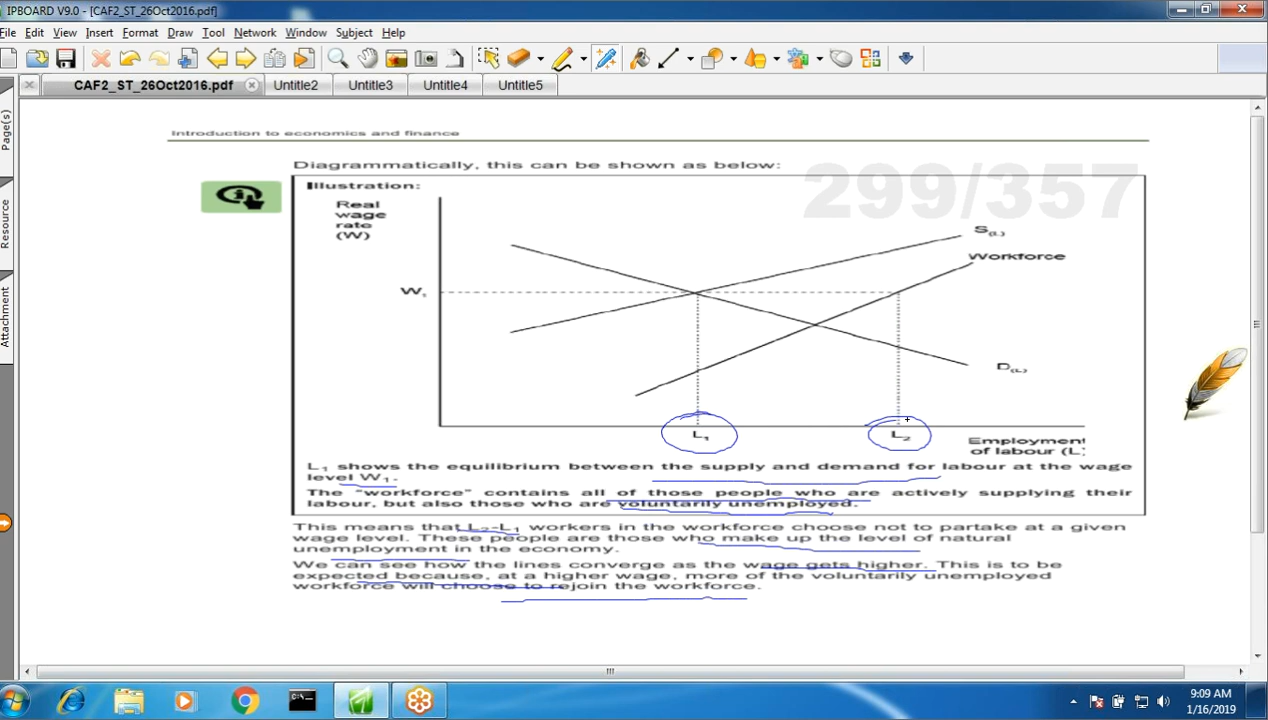 IPBOARD V9.0 - [CAF2_ST_26Oct2016.pdf]
File Edit View Insert Format Draw Tool Network Window Subject Help
CAF2_ST_26Oct2016.pdf Untitle2 Untitle3 Untitle4 Untitle5
Page(s)
Resource
Attachment
Introduction to economics and finance
299/357
Diagrammatically, this can be shown as below:
Illustration:
Real
wage
rate
(W)
S(L)
Workforce
W1
D(L)
L1
L2
Employment
of labour (L)
L1 shows the equilibrium between the supply and demand for labour at the wage
level W1.
The "workforce" contains all of those people who are actively supplying their
labour, but also those who are voluntarily unemployed.
This means that L2-L1 workers in the workforce choose not to partake at a given
wage level. These people are those who make up the level of natural
unemployment in the economy.
We can see how the lines converge as the wage gets higher. This is to be
expected because, at a higher wage, more of the voluntarily unemployed
workforce will choose to rejoin the workforce.
9:09 AM
1/16/2019